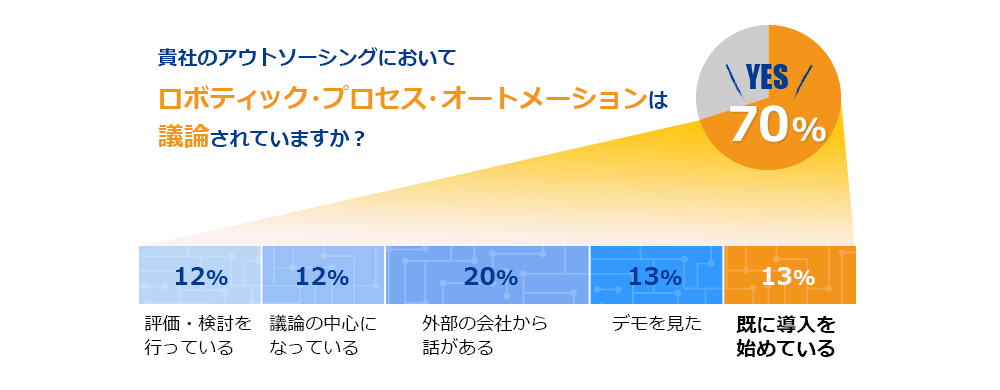 貴社のアウトソーシングにおいて
ロボティック・プロセス・オートメーションは
議論されていますか？
YES
70%
12%
12%
20%
13%
13%
評価・検討を
行っている
議論の中心に
なっている
外部の会社から
話がある
デモを見た
既に導入を
始めている